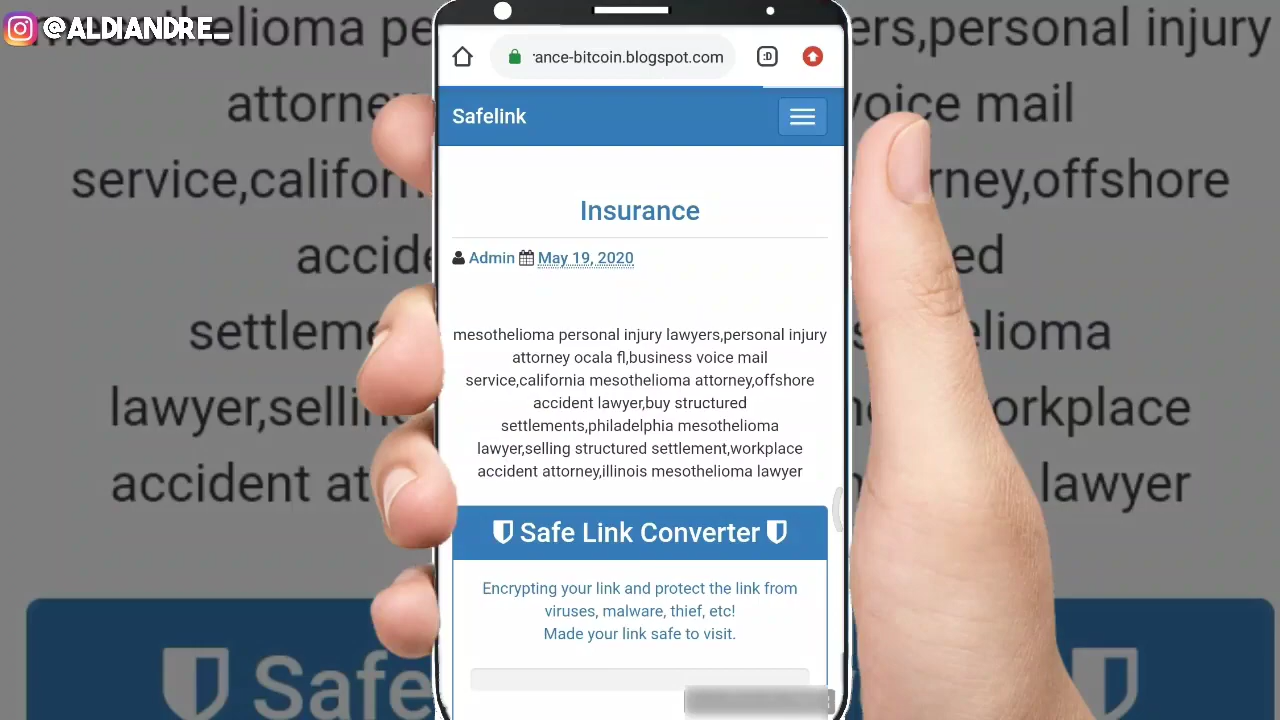 @ALDIANDRE_
:D
rance-bitcoin.blogspot.com
Safelink
Insurance
Admin May 19, 2020
mesothelioma personal injury lawyers,personal injury
attorney ocala fl,business voice mail
service,california mesothelioma attorney,offshore
accident lawyer,buy structured
settlements,philadelphia mesothelioma
lawyer,selling structured settlement,workplace
accident attorney,illinois mesothelioma lawyer
Safe Link Converter
Encrypting your link and protect the link from
viruses, malware, thief, etc!
Made your link safe to visit.